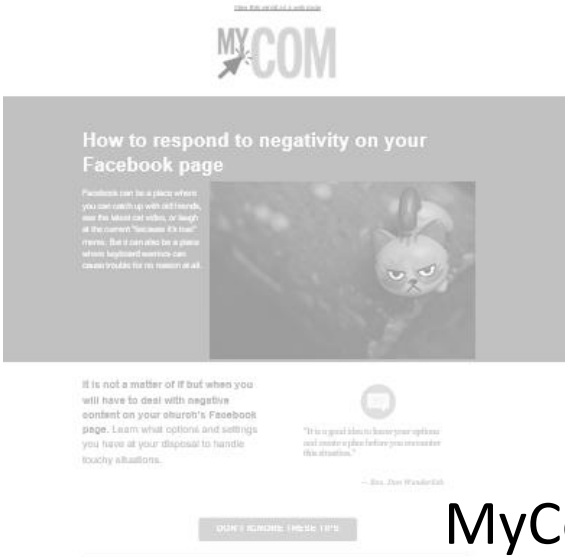 View this email as a web page
MY COM
How to respond to negativity on your
Facebook page
Facebook can be a place where
you can catch up with old friends,
see the latest cat video, or laugh
at the current "because it's true"
meme. But it can also be a place
where keyboard warriors can
cause trouble for no reason at all.
It is not a matter of if but when you
will have to deal with negative
content on your church's Facebook
page. Learn what options and settings
you have at your disposal to handle
touchy situations.
"It is a good idea to know your options
and create a plan before you encounter
this situation."
— Rev. Dan Wunderlich
DON'T IGNORE THESE TIPS
MyC